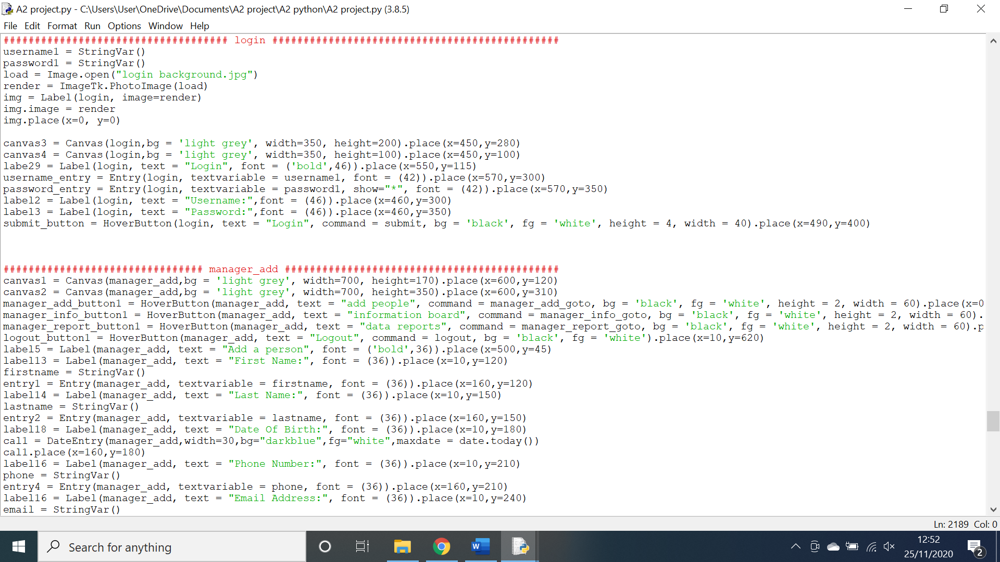 A2 project.py - C:\Users\User\OneDrive\Documents\A2 project\A2 python\A2 project.py (3.8.5)
File Edit Format Run Options Window Help
#################################### login ##############################################
username1 = StringVar()
password1 = StringVar()
load = Image.open("login background.jpg")
render = ImageTk.PhotoImage(load)
img = Label(login, image=render)
img.image = render
img.place(x=0, y=0)
canvas3 = Canvas(login,bg = 'light grey', width=350, height=200).place(x=450,y=280)
canvas4 = Canvas(login,bg = 'light grey', width=350, height=100).place(x=450,y=100)
labe29 = Label(login, text = "Login", font = ('bold',46)).place(x=550,y=115)
username_entry = Entry(login, textvariable = username1, font = (42)).place(x=570,y=300)
password_entry = Entry(login, textvariable = password1, show="*", font = (42)).place(x=570,y=350)
label2 = Label(login, text = "Username:",font = (46)).place(x=460,y=300)
label3 = Label(login, text = "Password:",font = (46)).place(x=460,y=350)
submit_button = HoverButton(login, text = "Login", command = submit, bg = 'black', fg = 'white', height = 4, width = 40).place(x=490,y=400)
################################ manager_add ############################################
canvas1 = Canvas(manager_add,bg = 'light grey', width=700, height=170).place(x=600,y=120)
canvas2 = Canvas(manager_add,bg = 'light grey', width=700, height=350).place(x=600,y=310)
manager_add_button1 = HoverButton(manager_add, text = "add people", command = manager_add_goto, bg = 'black', fg = 'white', height = 2, width = 60).place(x=0
manager_info_button1 = HoverButton(manager_add, text = "information board", command = manager_info_goto, bg = 'black', fg = 'white', height = 2, width = 60).
manager_report_button1 = HoverButton(manager_add, text = "data reports", command = manager_report_goto, bg = 'black', fg = 'white', height = 2, width = 60).p
logout_button1 = HoverButton(manager_add, text = "Logout", command = logout, bg = 'black', fg = 'white').place(x=10,y=620)
label5 = Label(manager_add, text = "Add a person", font = ('bold',36)).place(x=500,y=45)
label13 = Label(manager_add, text = "First Name:", font = (36)).place(x=10,y=120)
firstname = StringVar()
entry1 = Entry(manager_add, textvariable = firstname, font = (36)).place(x=160,y=120)
label14 = Label(manager_add, text = "Last Name:", font = (36)).place(x=10,y=150)
lastname = StringVar()
entry2 = Entry(manager_add, textvariable = lastname, font = (36)).place(x=160,y=150)
label18 = Label(manager_add, text = "Date Of Birth:", font = (36)).place(x=10,y=180)
cal1 = DateEntry(manager_add,width=30,bg="darkblue",fg="white",maxdate = date.today())
cal1.place(x=160,y=180)
label16 = Label(manager_add, text = "Phone Number:", font = (36)).place(x=10,y=210)
phone = StringVar()
entry4 = Entry(manager_add, textvariable = phone, font = (36)).place(x=160,y=210)
label16 = Label(manager_add, text = "Email Address:", font = (36)).place(x=10,y=240)
email = StringVar()
Ln: 2189 Col: 0
Search for anything
12:52
25/11/2020
2